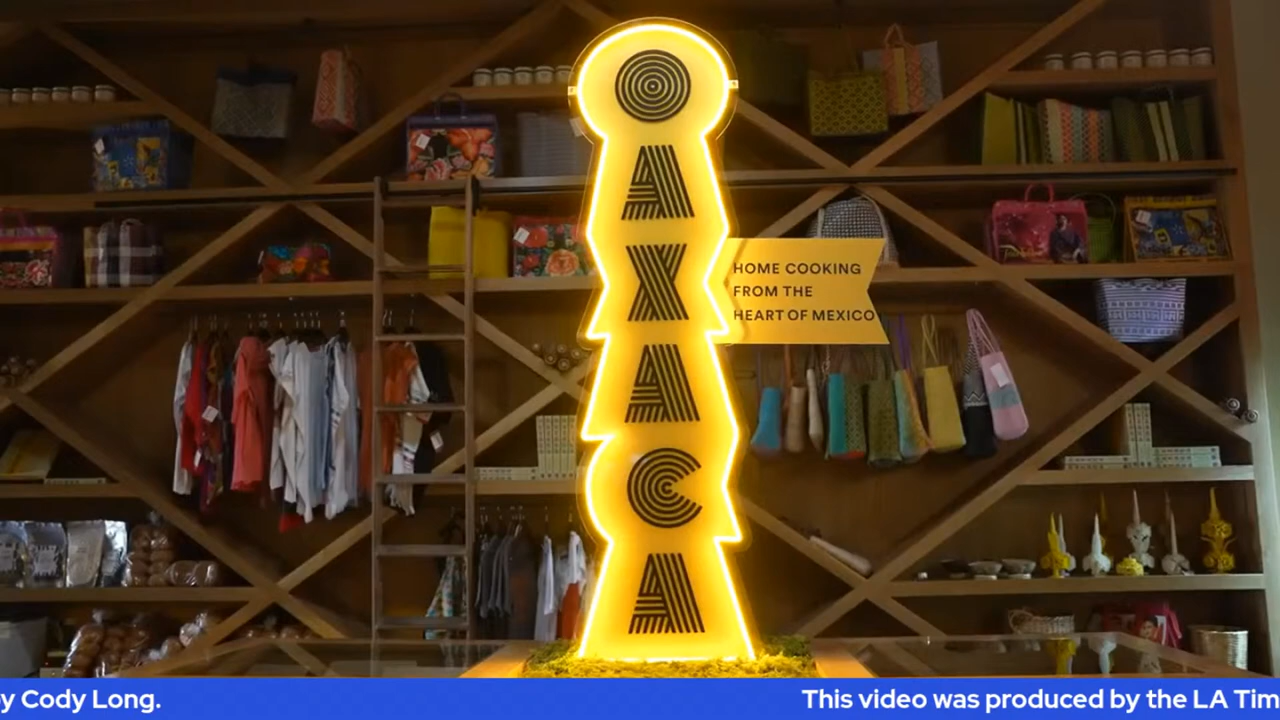 OAXACA
HOME COOKING
FROM THE
HEART OF MEXICO
y Cody Long.
This video was produced by the LA Tim